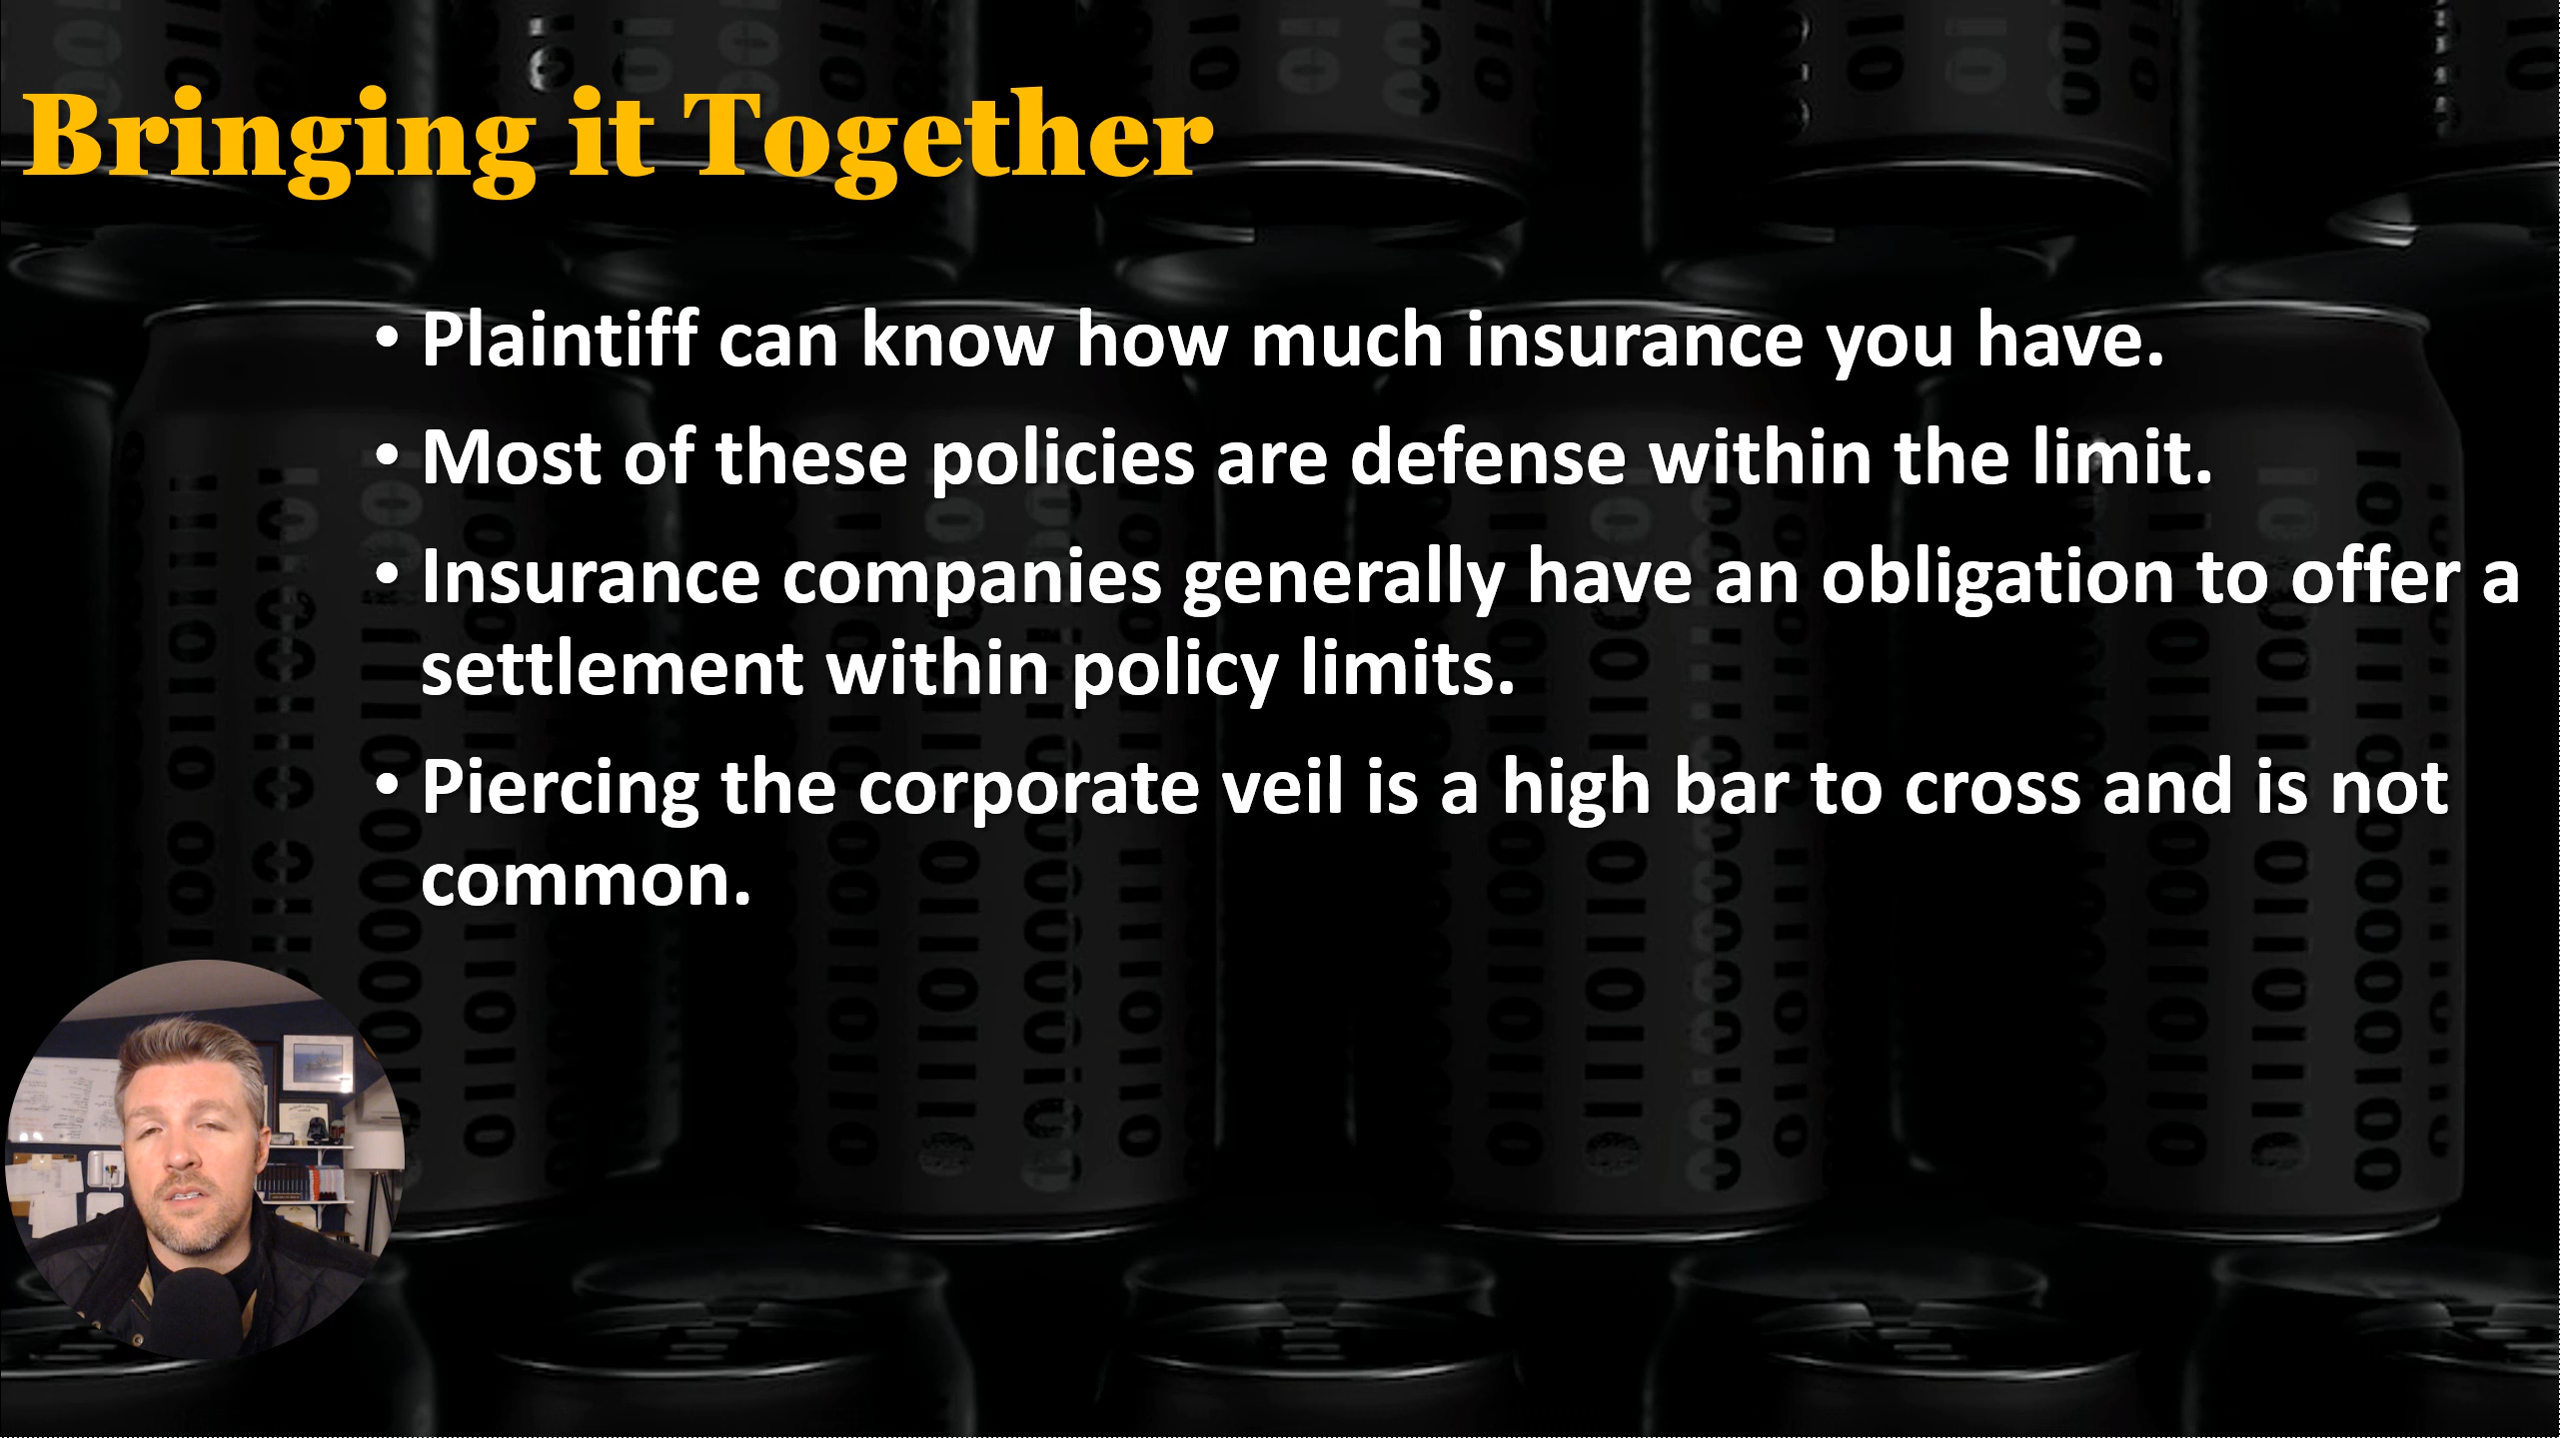 Bringing it Together
• Plaintiff can know how much insurance you have.
• Most of these policies are defense within the limit.
• Insurance companies generally have an obligation to offer a
settlement within policy limits.
• Piercing the corporate veil is a high bar to cross and is not
common.